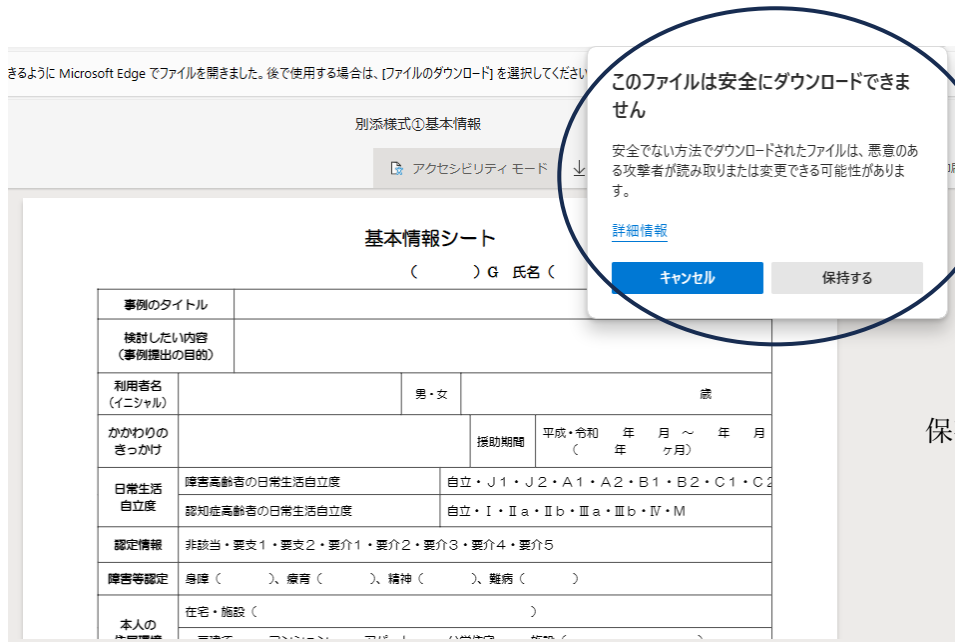 きるように Microsoft Edge でファイルを開きました。後で使用する場合は、[ファイルのダウンロード] を選択してください
このファイルは安全にダウンロードできま
せん
安全でない方法でダウンロードされたファイルは、悪意のあ
る攻撃者が読み取りまたは変更できる可能性がありま
す。
詳細情報
キャンセル 保持する
別添様式①基本情報
アクセシビリティ モード
基本情報シート
（　　　）G 氏名（
事例のタイトル
検討したい内容
（事例提出の目的）
利用者名
（イニシャル）
男・女 歳
かかわりの
きっかけ
援助期間
平成・令和 年 月 ～ 年 月
（ 年 ヶ月）
日常生活
自立度
障害高齢者の日常生活自立度 自立・Ｊ１・Ｊ２・Ａ１・Ａ２・Ｂ１・Ｂ２・Ｃ１・Ｃ２
認知症高齢者の日常生活自立度 自立・Ⅰ・Ⅱａ・Ⅱｂ・Ⅲａ・Ⅲｂ・Ⅳ・Ｍ
認定情報 非該当・要支１・要支２・要介１・要介２・要介３・要介４・要介５
障害等認定 身障（　　　）、療育（　　　）、精神（　　　）、難病（　　　）
本人の
在宅・施設（　　　）
保